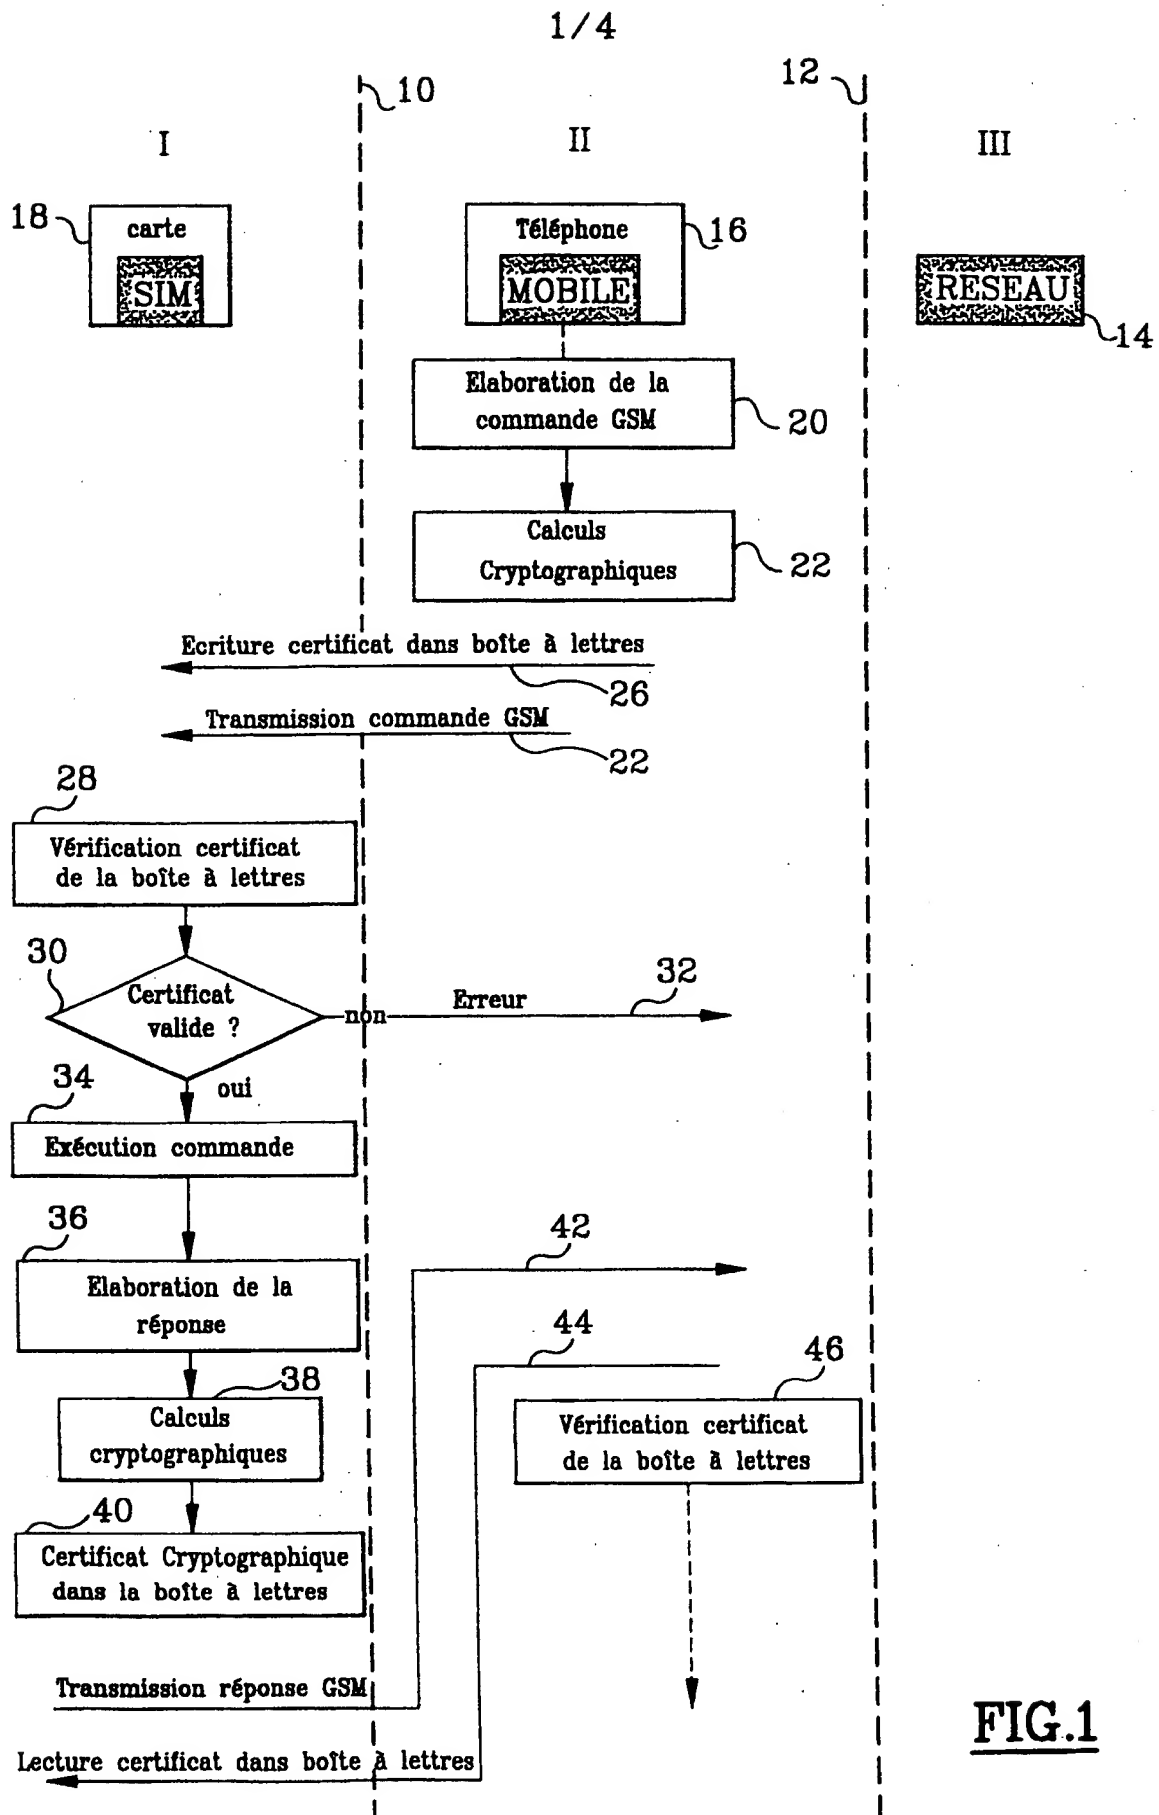 1/4
10
12
I
II
III
18
carte
SIM
Téléphone
MOBILE
16
RESEAU
14
Elaboration de la
commande GSM
20
Calculs
Cryptographiques
22
Ecriture certificat dans boîte à lettres
26
Transmission commande GSM
22
28
Vérification certificat
de la boîte à lettres
30
Certificat
valide ?
non
Erreur
32
oui
34
Exécution commande
36
Elaboration de la
réponse
42
44
46
38
Calculs
cryptographiques
Vérification certificat
de la boîte à lettres
40
Certificat Cryptographique
dans la boîte à lettres
Transmission réponse GSM
Lecture certificat dans boîte à lettres
FIG.1